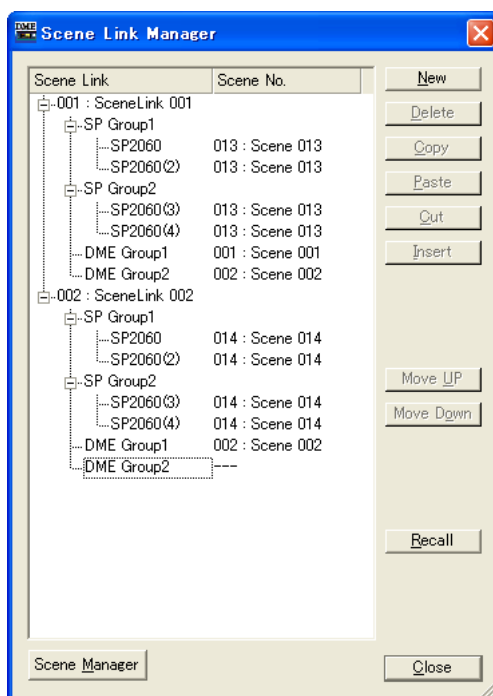 DME Scene Link Manager
Scene Link Scene No.
001 : SceneLink 001
SP Group1
SP2060 013 : Scene 013
SP2060(2) 013 : Scene 013
SP Group2
SP2060(3) 013 : Scene 013
SP2060(4) 013 : Scene 013
DME Group1 001 : Scene 001
DME Group2 002 : Scene 002
002 : SceneLink 002
SP Group1
SP2060 014 : Scene 014
SP2060(2) 014 : Scene 014
SP Group2
SP2060(3) 014 : Scene 014
SP2060(4) 014 : Scene 014
DME Group1 002 : Scene 002
DME Group2 ---
New
Delete
Copy
Paste
Cut
Insert
Move UP
Move Down
Recall
Scene Manager
Close